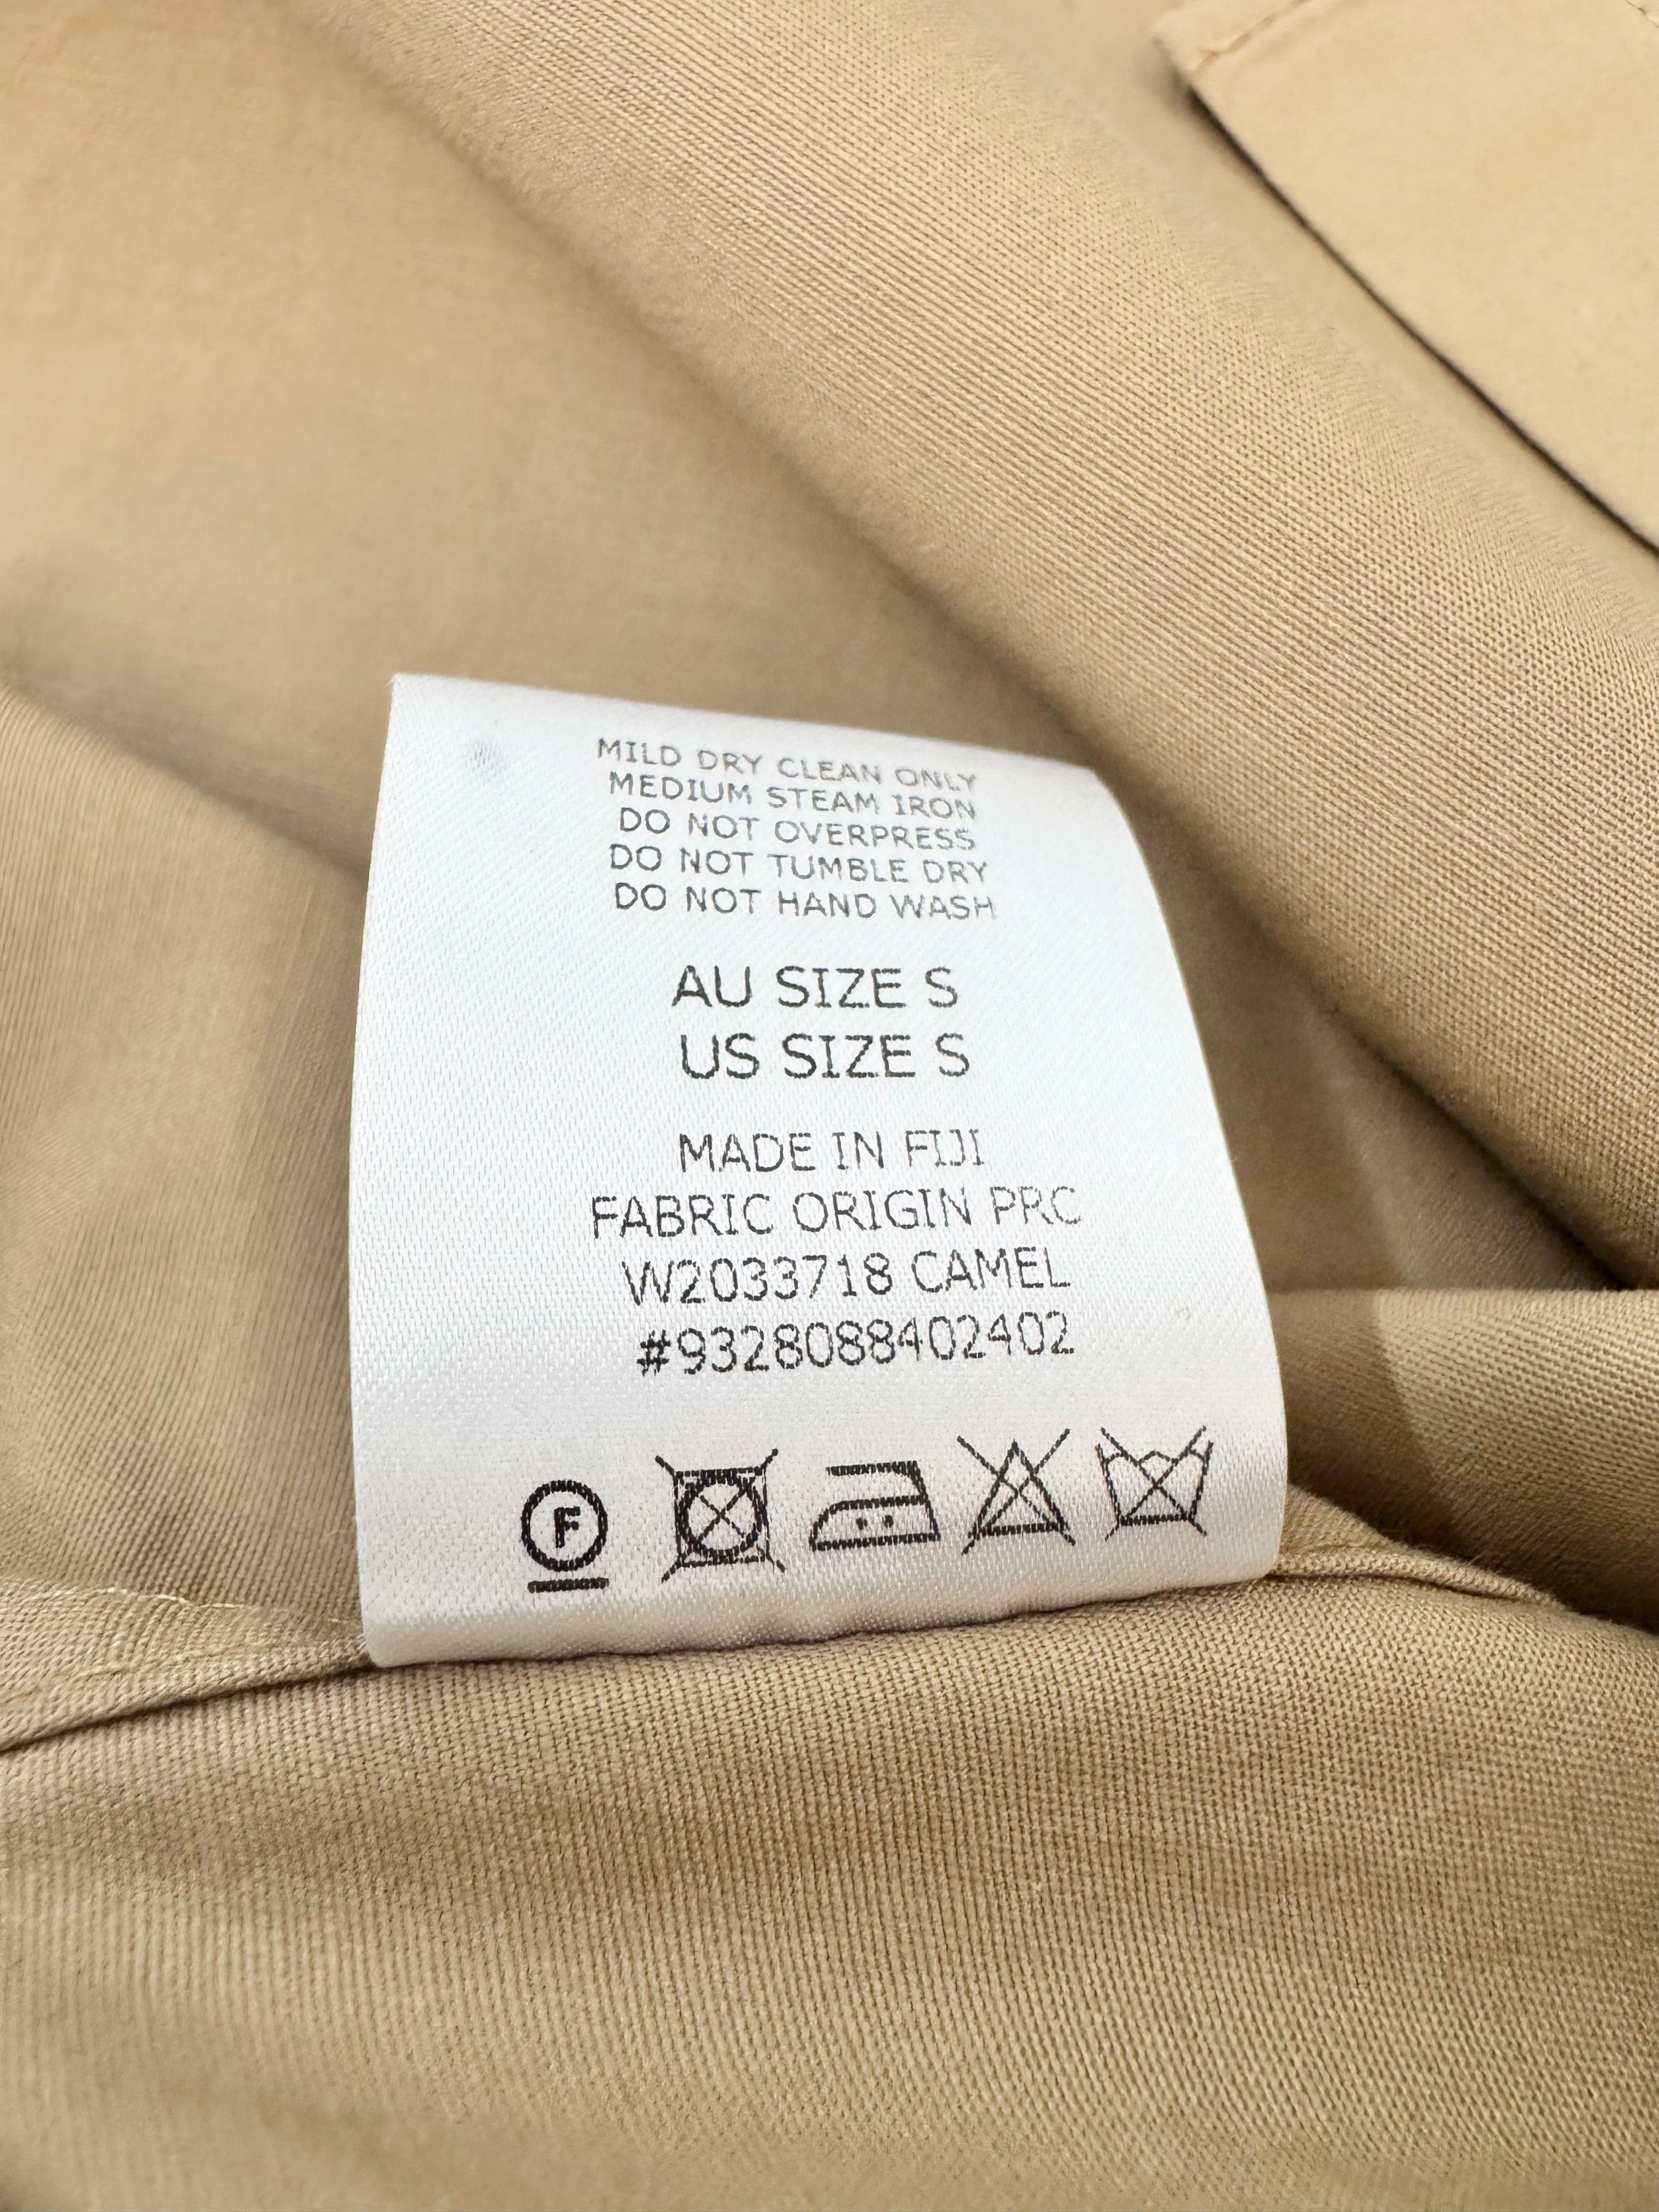 MILD DRY CLEAN ONLY
MEDIUM STEAM IRON
DO NOT OVERPRESS
DO NOT TUMBLE DRY
DO NOT HAND WASH
AU SIZE S
US SIZE S
MADE IN FIJI
FABRIC ORIGIN PRC
W2033718 CAMEL
#9328088402402
F